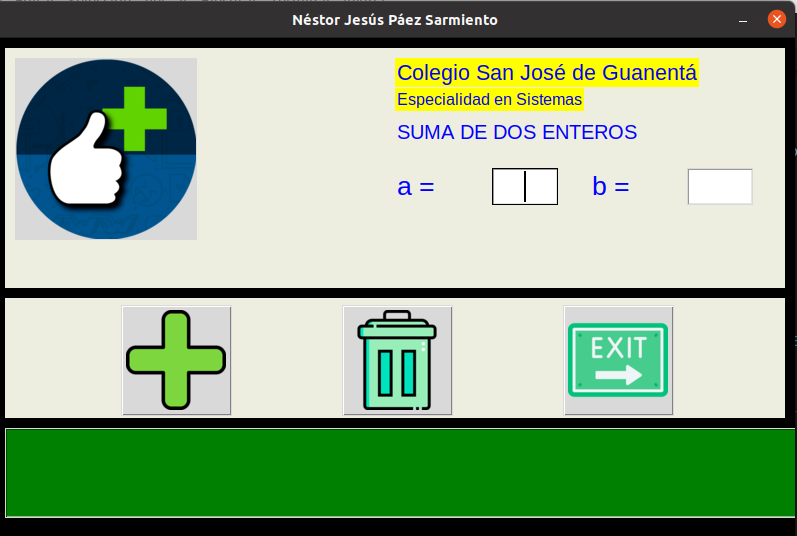 Néstor Jesús Páez Sarmiento
Colegio San José de Guanentá
Especialidad en Sistemas
SUMA DE DOS ENTEROS
a = b =
EXIT